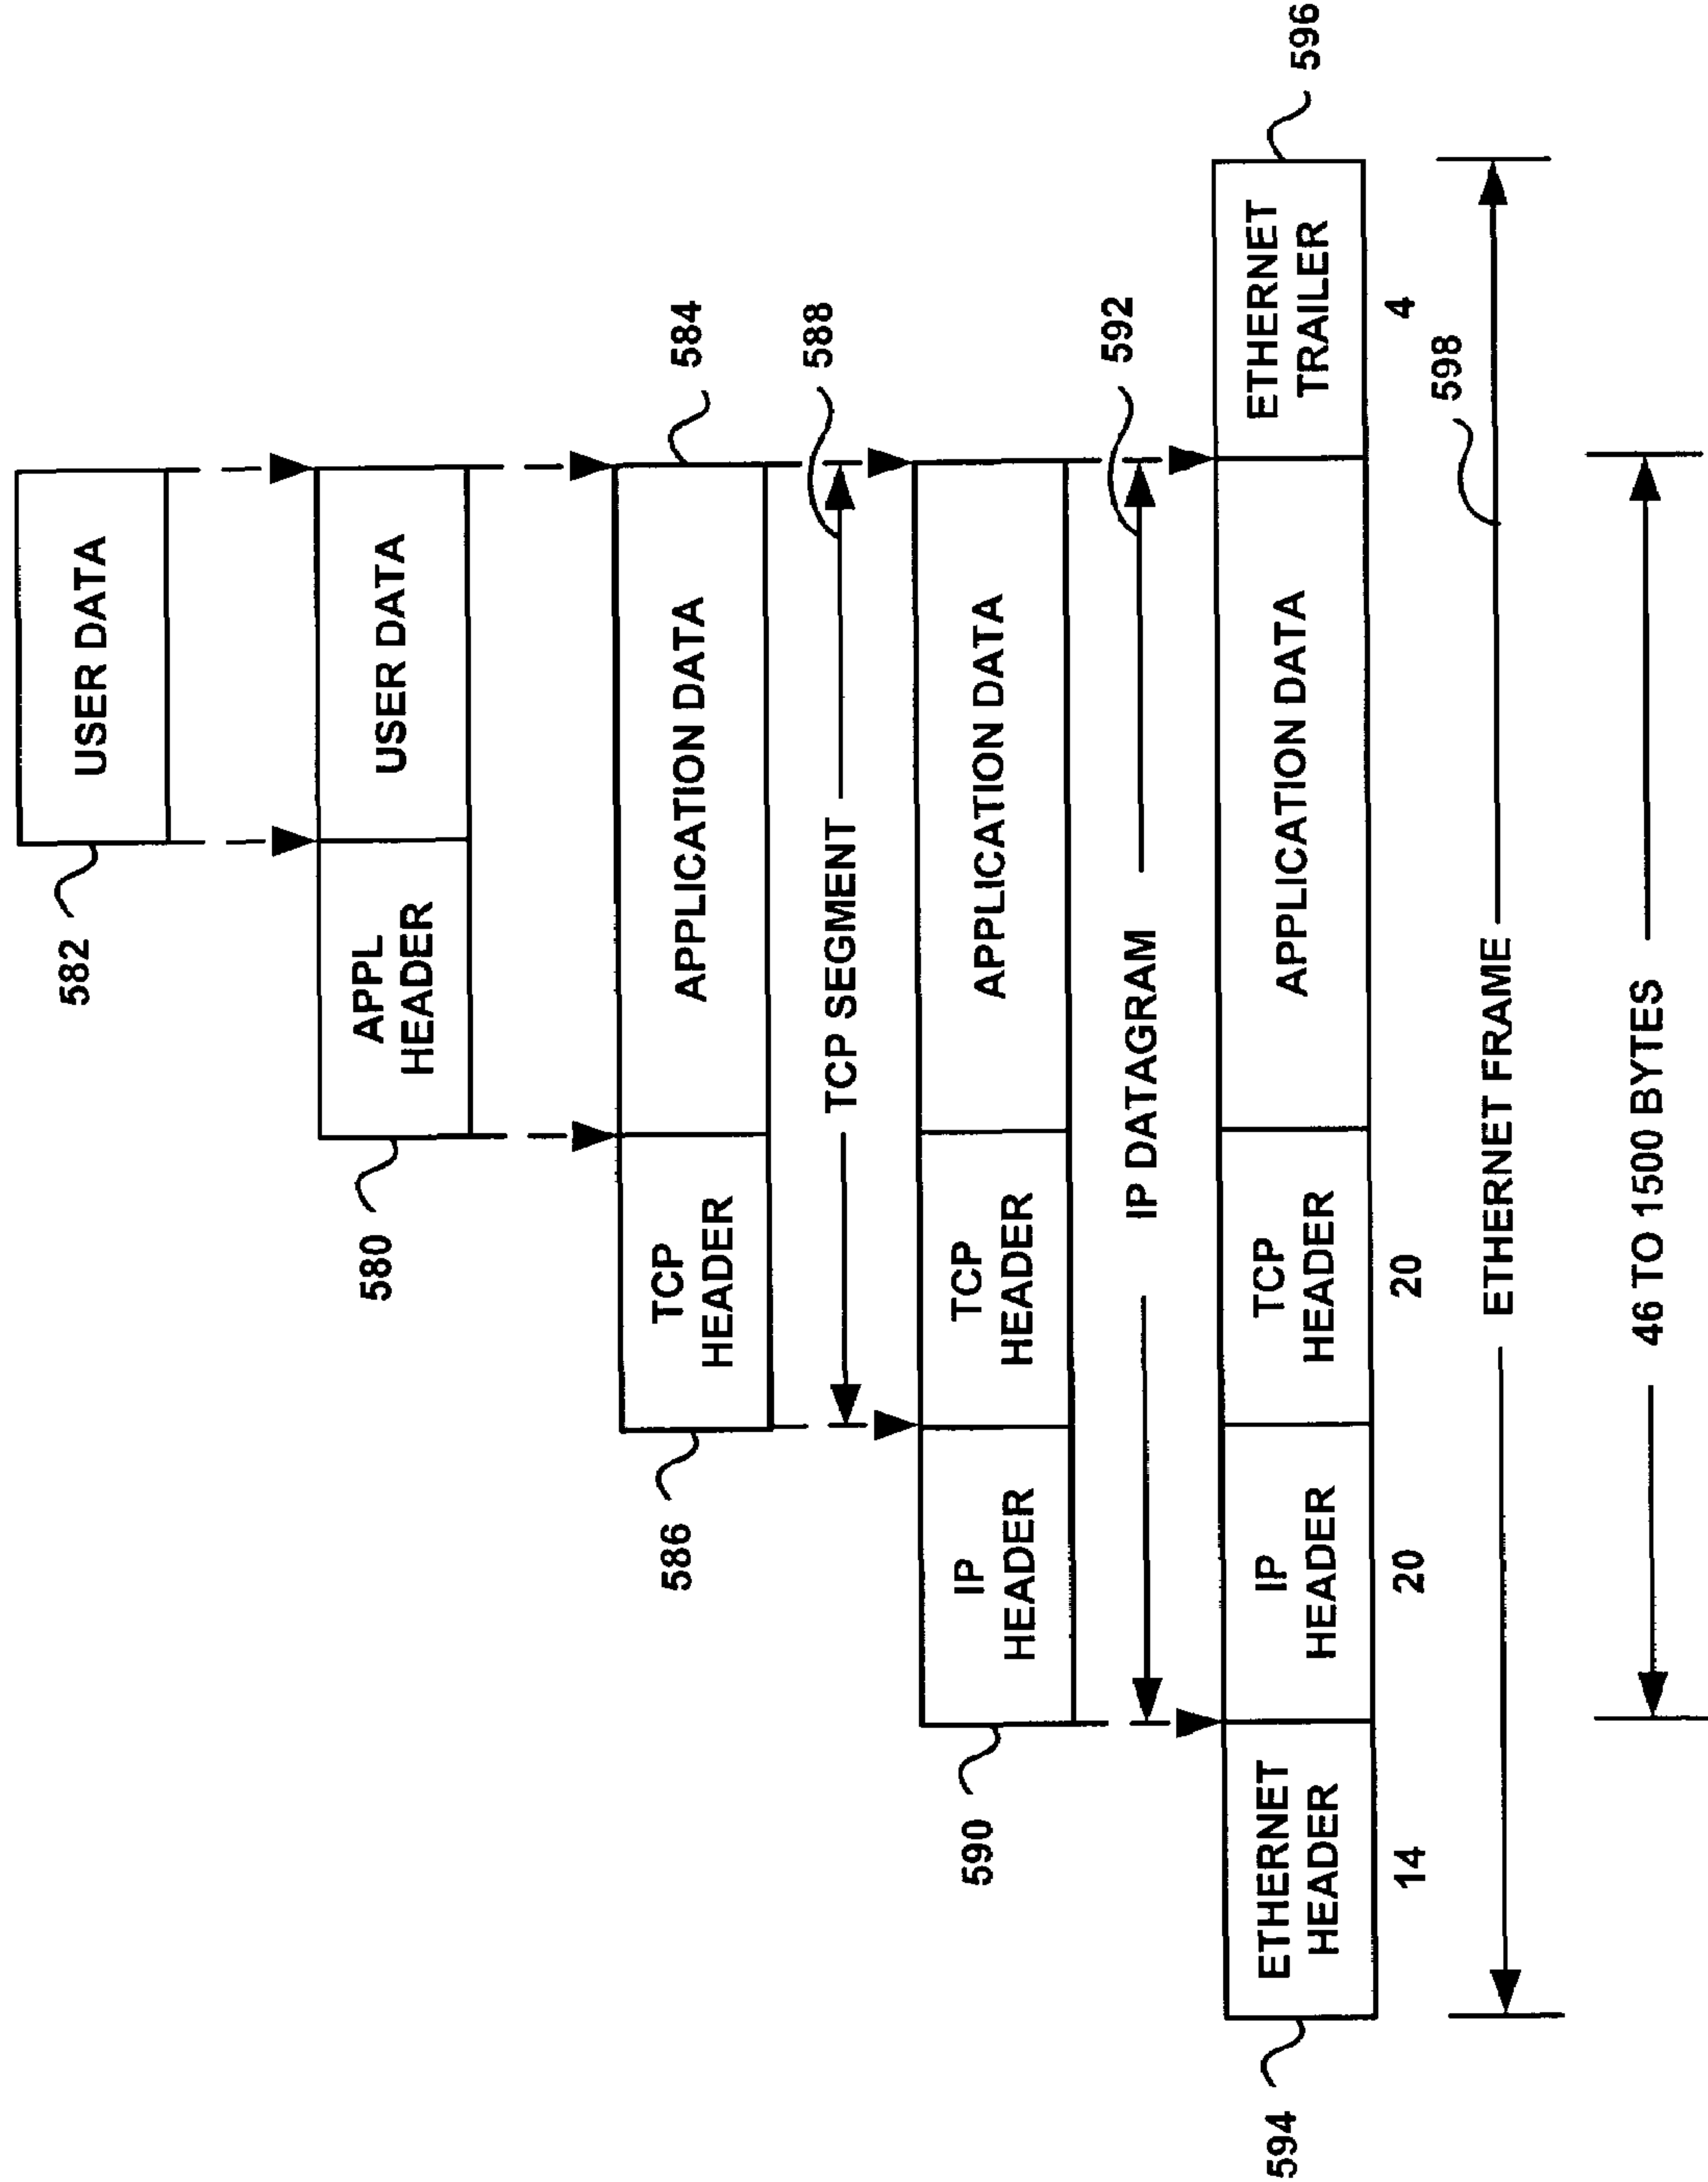 USER DATA
582
APPL
HEADER
USER DATA
580
TCP
HEADER
APPLICATION DATA
584
586
TCP SEGMENT
588
IP
HEADER
TCP
HEADER
APPLICATION DATA
590
IP DATAGRAM
592
ETHERNET
HEADER
IP
HEADER
TCP
HEADER
APPLICATION DATA
ETHERNET
TRAILER
594
596
14
20
20
4
ETHERNET FRAME
598
46 TO 1500 BYTES